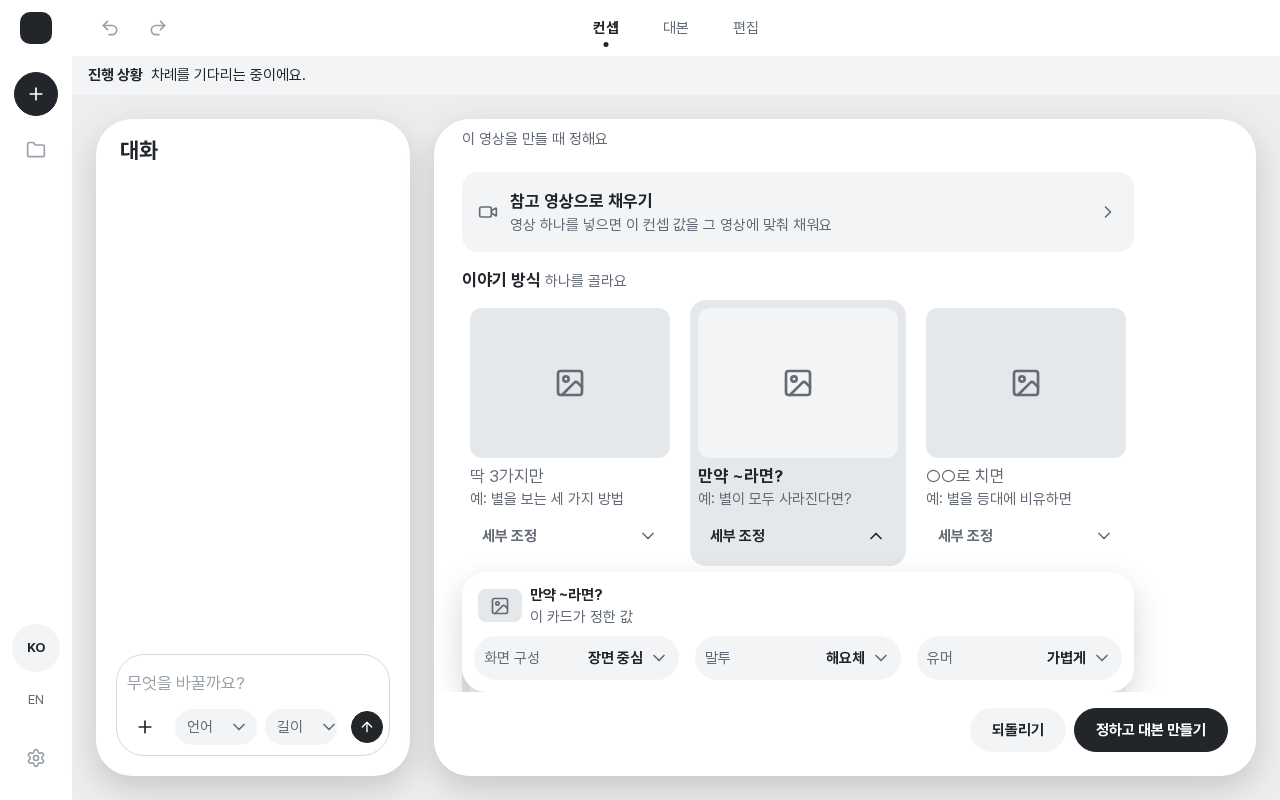 컨셉
대본
편집
진행 상황 차례를 기다리는 중이에요.
대화
이 영상을 만들 때 정해요
참고 영상으로 채우기
영상 하나를 넣으면 이 컨셉 값을 그 영상에 맞춰 채워요
이야기 방식 하나를 골라요
딱 3가지만
예: 별을 보는 세 가지 방법
세부 조정
만약 ~라면?
예: 별이 모두 사라진다면?
세부 조정
〇〇로 치면
예: 별을 등대에 비유하면
세부 조정
만약 ~라면?
이 카드가 정한 값
화면 구성 장면 중심
말투 해요체
유머 가볍게
KO
EN
무엇을 바꿀까요?
언어
길이
되돌리기
정하고 대본 만들기